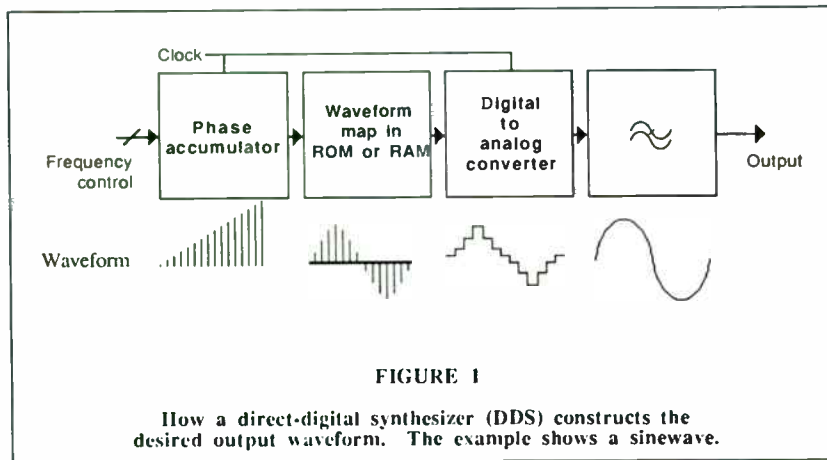 Clock
Phase
accumulator
Waveform
map in
ROM or RAM
Digital
to
analog
converter
Frequency
control
Output
Waveform
FIGURE 1
How a direct-digital synthesizer (DDS) constructs the
desired output waveform. The example shows a sinewave.